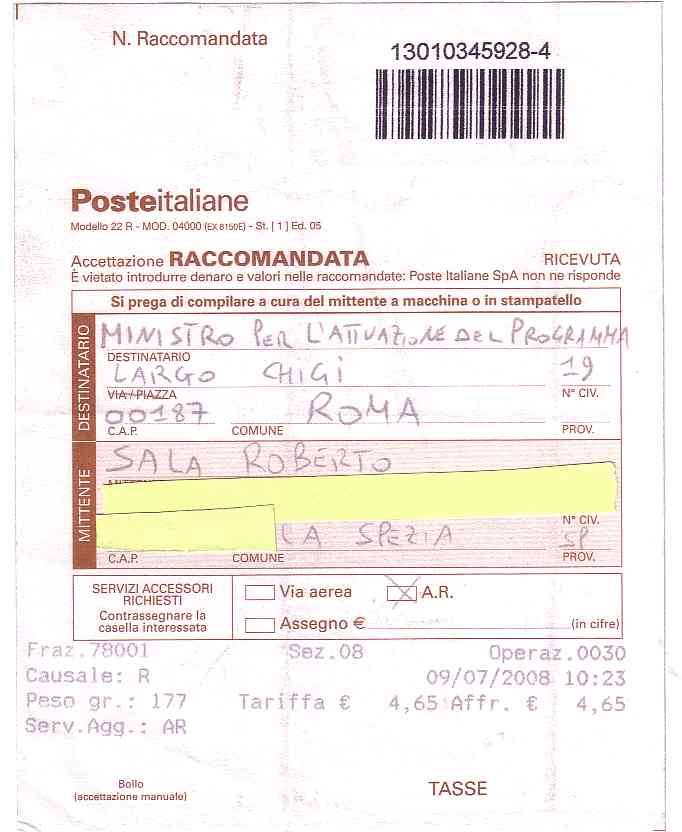 N. Raccomandata
13010345928-4
Posteitaliane
Modello 22 R - MOD. 04000 (EX 8150E) - St. [ 1 ] Ed. 05
Accettazione RACCOMANDATA RICEVUTA
È vietato introdurre denaro e valori nelle raccomandate: Poste Italiane SpA non ne risponde
Si prega di compilare a cura del mittente a macchina o in stampatello
DESTINATARIO
MINISTRO PER L'ATTUAZIONE DEL PROGRAMMA
DESTINATARIO
LARGO CHIGI 19
VIA / PIAZZA N° CIV.
00187 ROMA
C.A.P. COMUNE PROV.
MITTENTE
SALA ROBERTO
N° CIV.
LA SPEZIA SP
C.A.P. COMUNE PROV.
SERVIZI ACCESSORI
RICHIESTI
Contrassegnare la
casella interessata
Via aerea A.R.
Assegno € (in cifre)
Fraz.78001 Sez.08 Operaz.0030
Causale: R 09/07/2008 10:23
Peso gr.: 177 Tariffa € 4,65 Affr. € 4,65
Serv.Agg.: AR
Bollo
(accettazione manuale)
TASSE